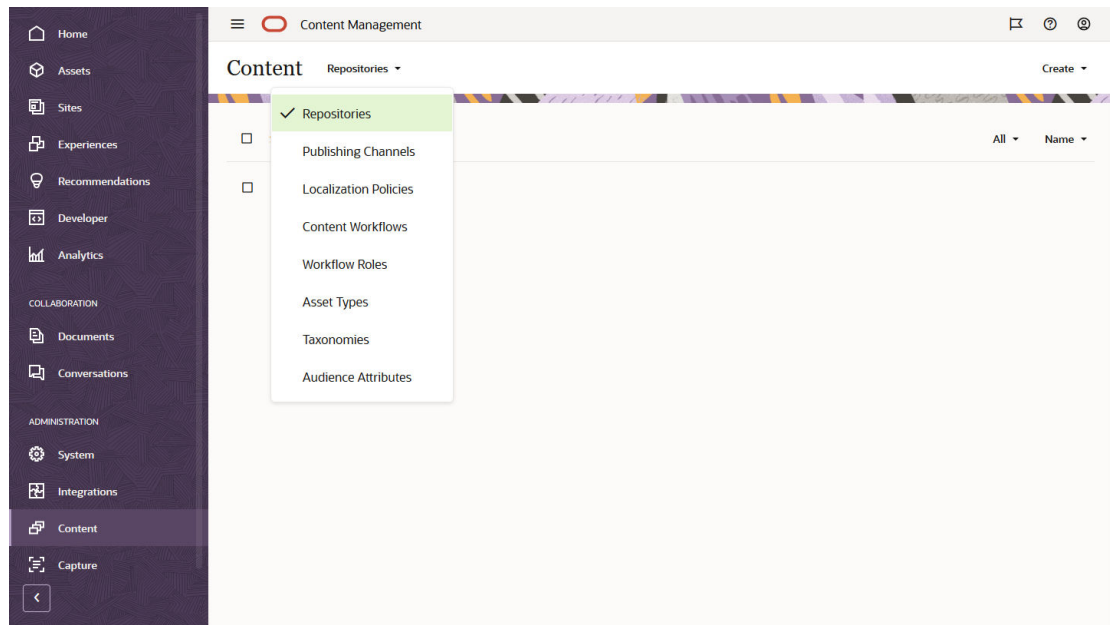 Home
Assets
Sites
Experiences
Recommendations
Developer
Analytics
COLLABORATION
Documents
Conversations
ADMINISTRATION
System
Integrations
Content
Capture
Content Management
Content Repositories Create
Repositories
Publishing Channels
Localization Policies
Content Workflows
Workflow Roles
Asset Types
Taxonomies
Audience Attributes
All Name